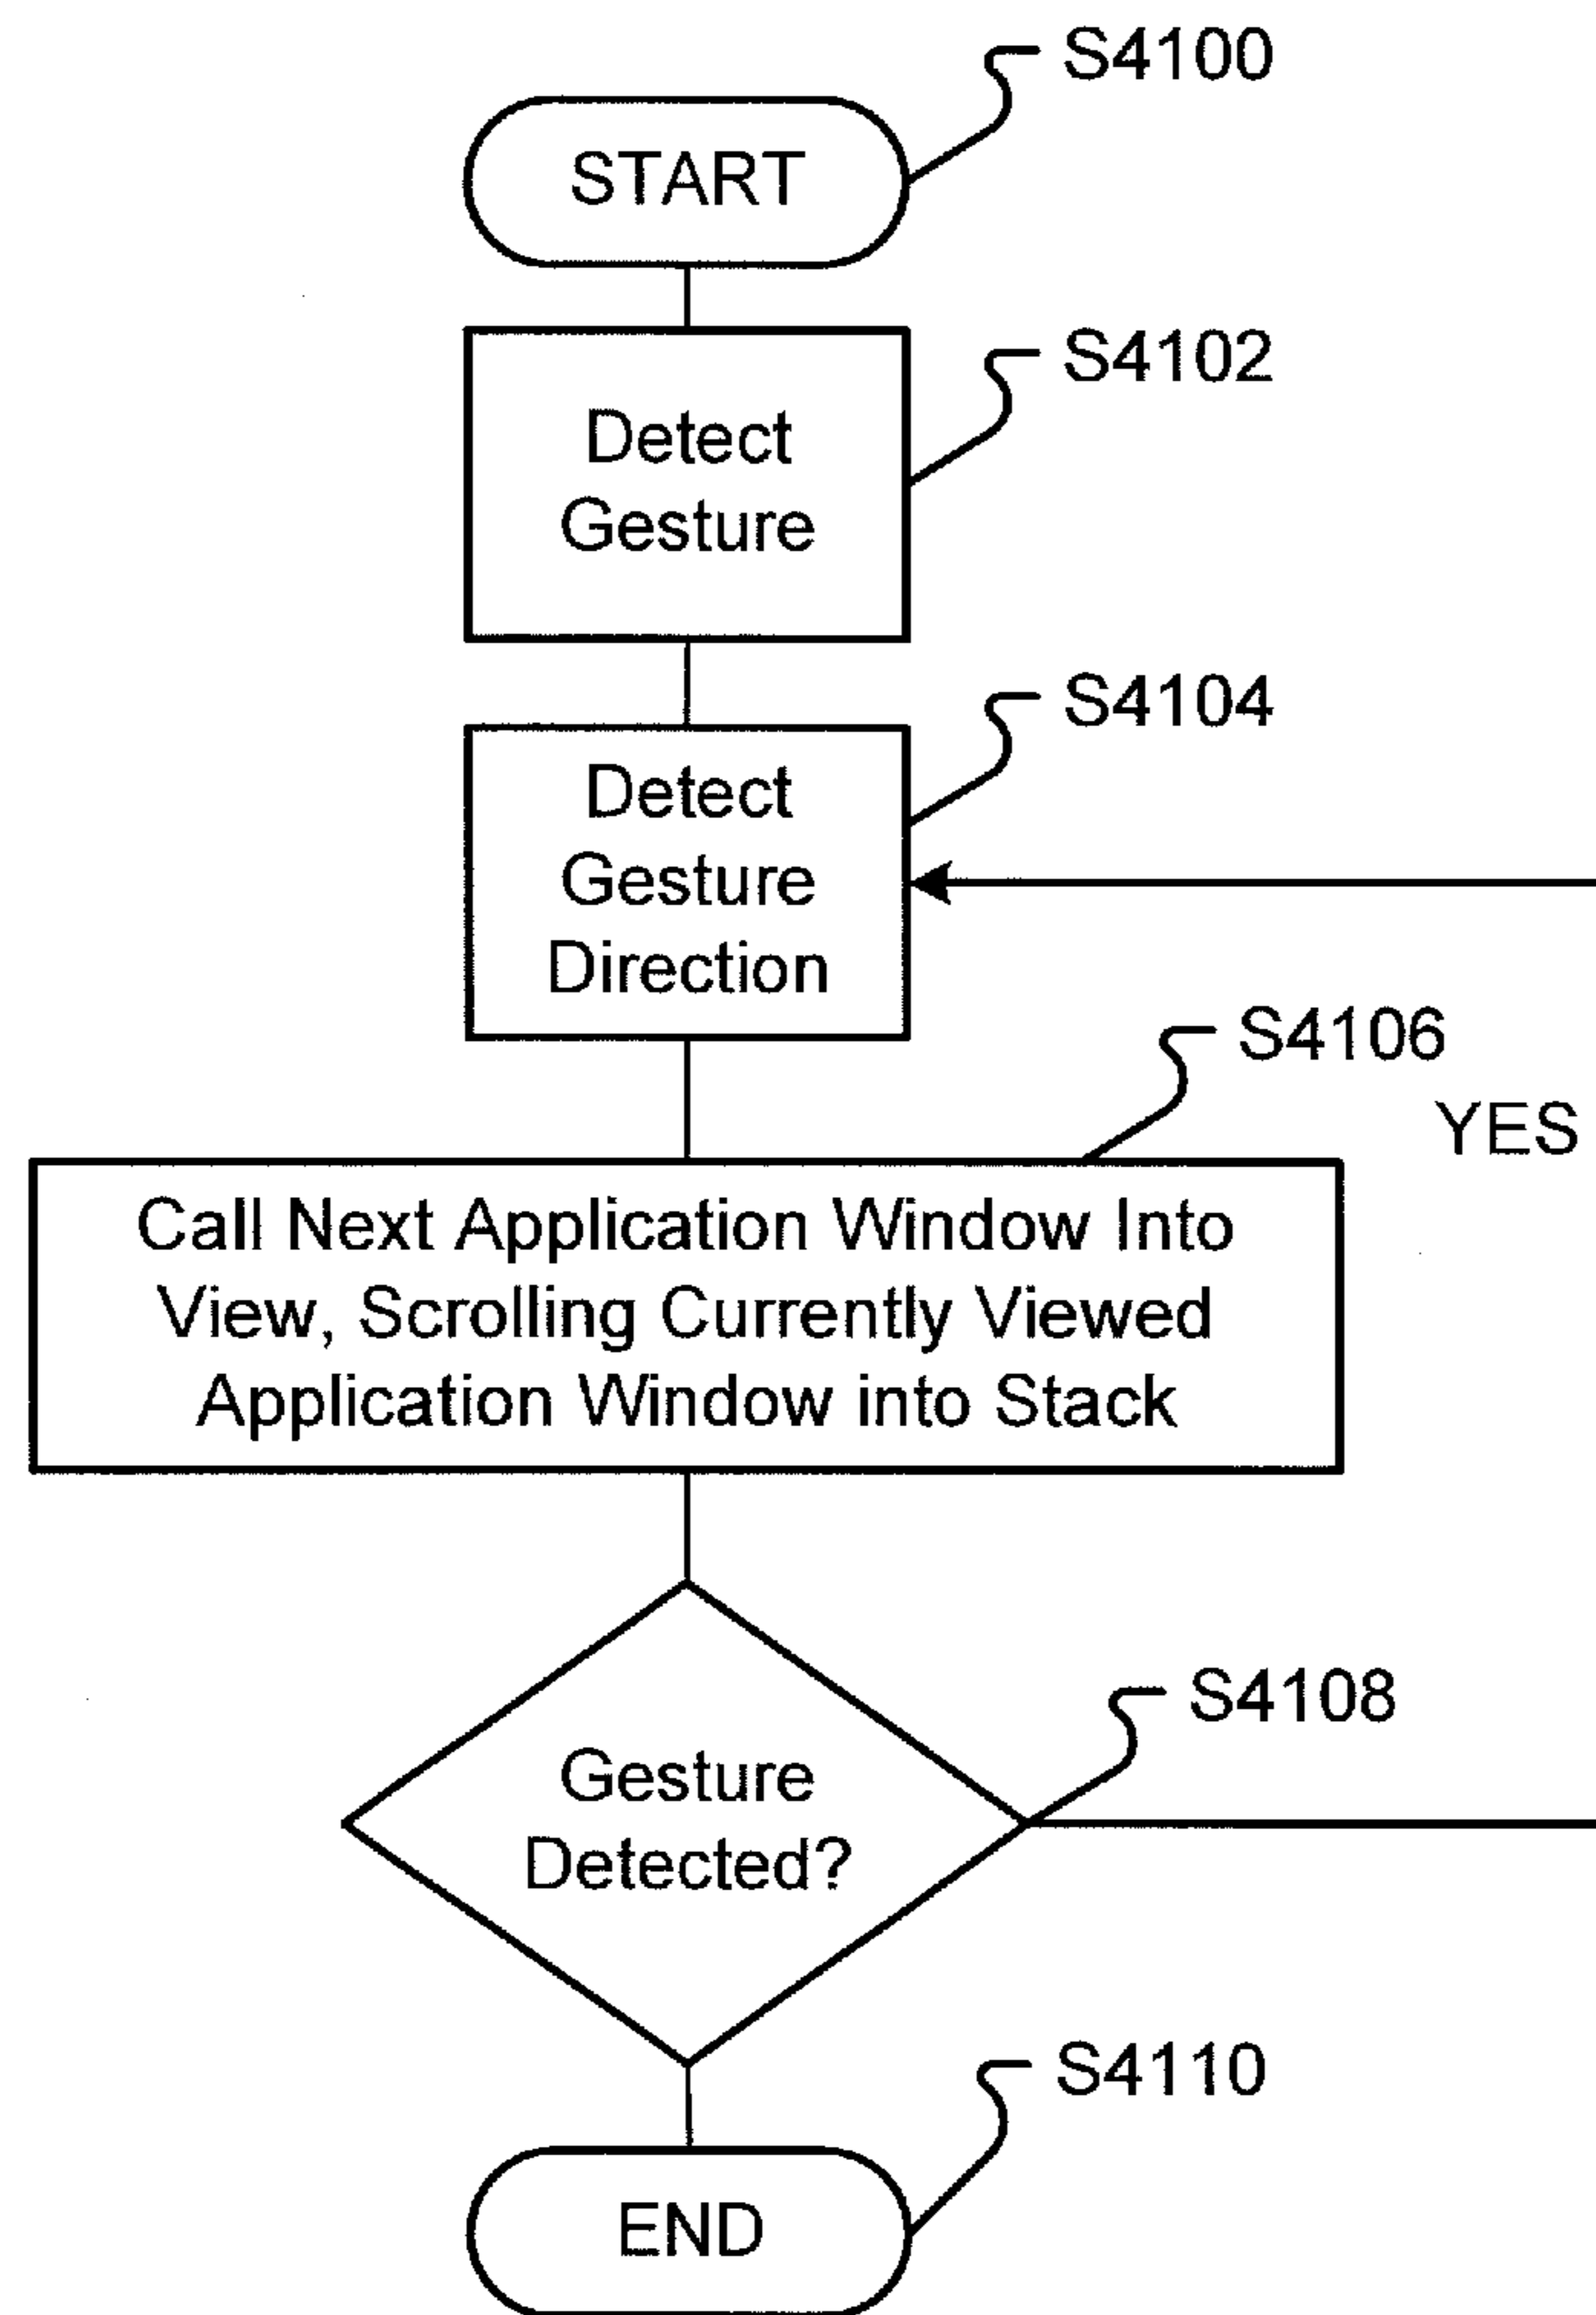 S4100
START
S4102
Detect
Gesture
S4104
Detect
Gesture
Direction
S4106
YES
Call Next Application Window Into
View, Scrolling Currently Viewed
Application Window into Stack
S4108
Gesture
Detected?
S4110
END